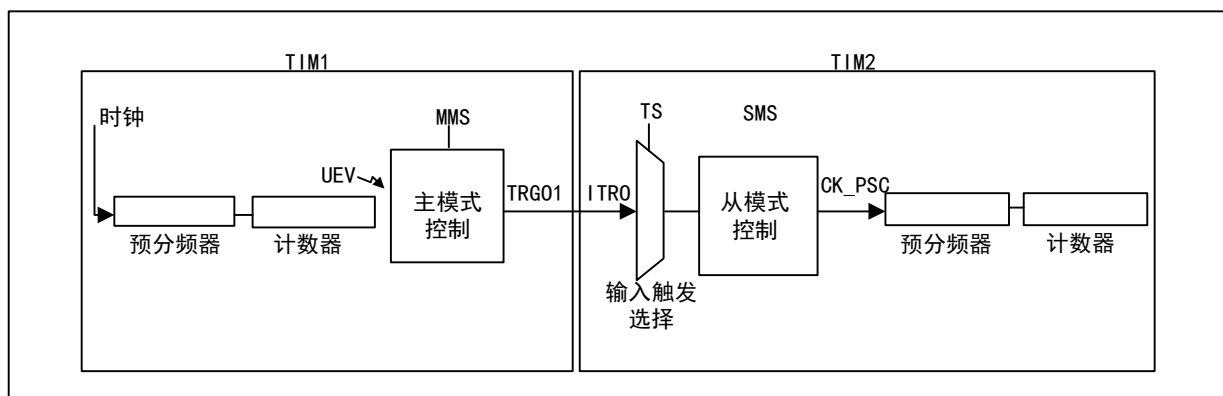 TIM1
TIM2
时钟
MMS
TS
SMS
UEV
主模式
控制
TRGO1
ITR0
从模式
控制
CK_PSC
预分频器
计数器
预分频器
计数器
输入触发
选择